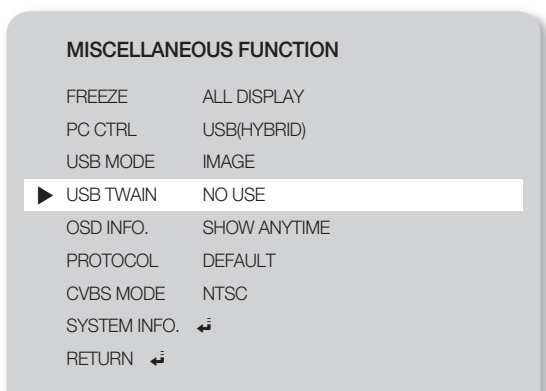 MISCELLANEOUS FUNCTION
FREEZE ALL DISPLAY
PC CTRL USB(HYBRID)
USB MODE IMAGE
▶ USB TWAIN NO USE
OSD INFO. SHOW ANYTIME
PROTOCOL DEFAULT
CVBS MODE NTSC
SYSTEM INFO. ↵
RETURN ↵